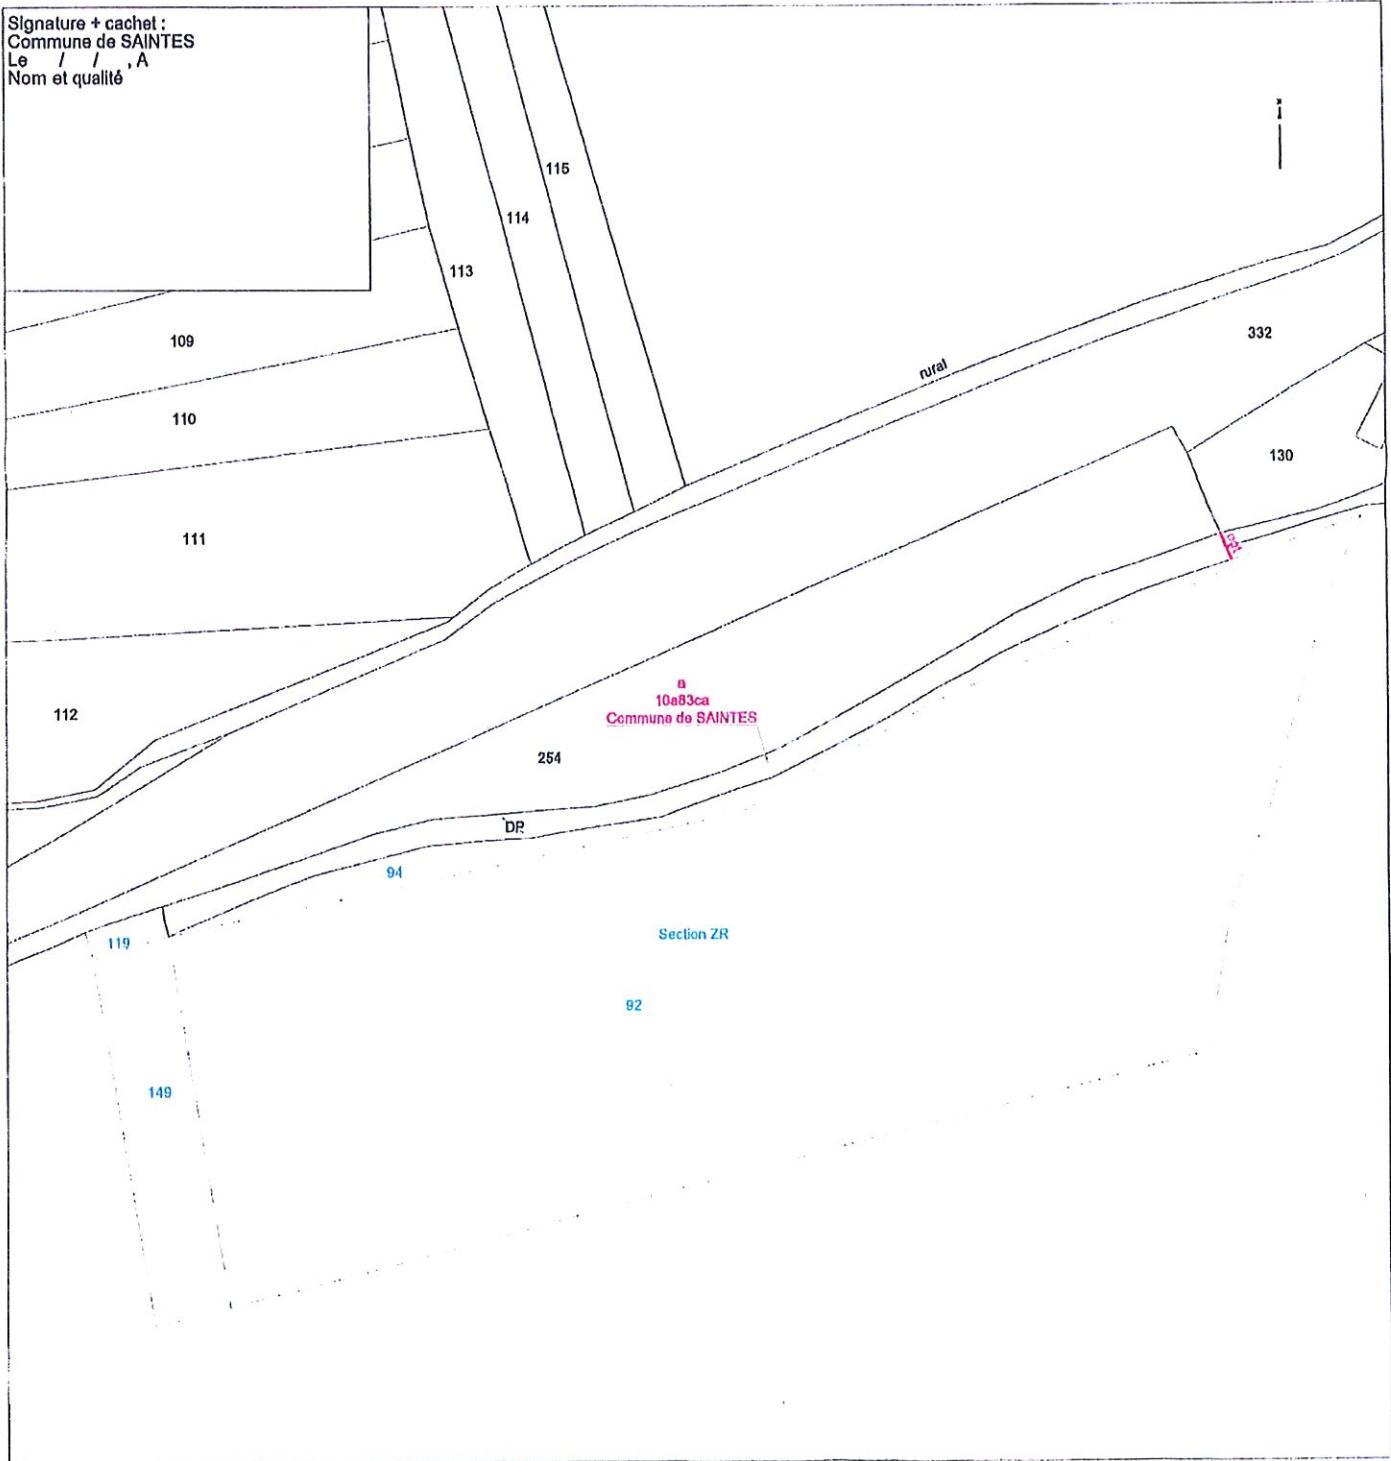 Signature + cachet :
Commune de SAINTES
Le / / , A
Nom et qualité
115
114
113
109
332
rural
110
130
111
a
10a83ca
Commune de SAINTES
112
254
DP
94
119
Section ZR
92
149